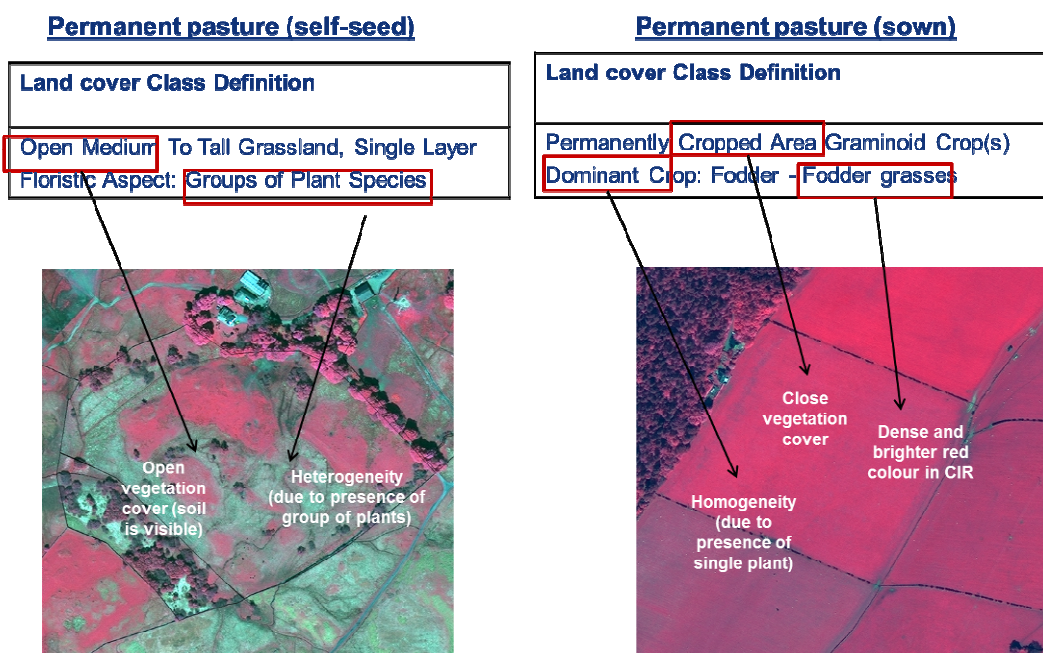 Permanent pasture (self-seed)
Land cover Class Definition
Open Medium To Tall Grassland, Single Layer
Floristic Aspect: Groups of Plant Species
Open
vegetation
cover (soil
is visible)
Heterogeneity
(due to presence of
group of plants)
Permanent pasture (sown)
Land cover Class Definition
Permanently Cropped Area Graminoid Crop(s)
Dominant Crop: Fodder - Fodder grasses
Close
vegetation
cover
Dense and
brighter red
colour in CIR
Homogeneity
(due to
presence of
single plant)